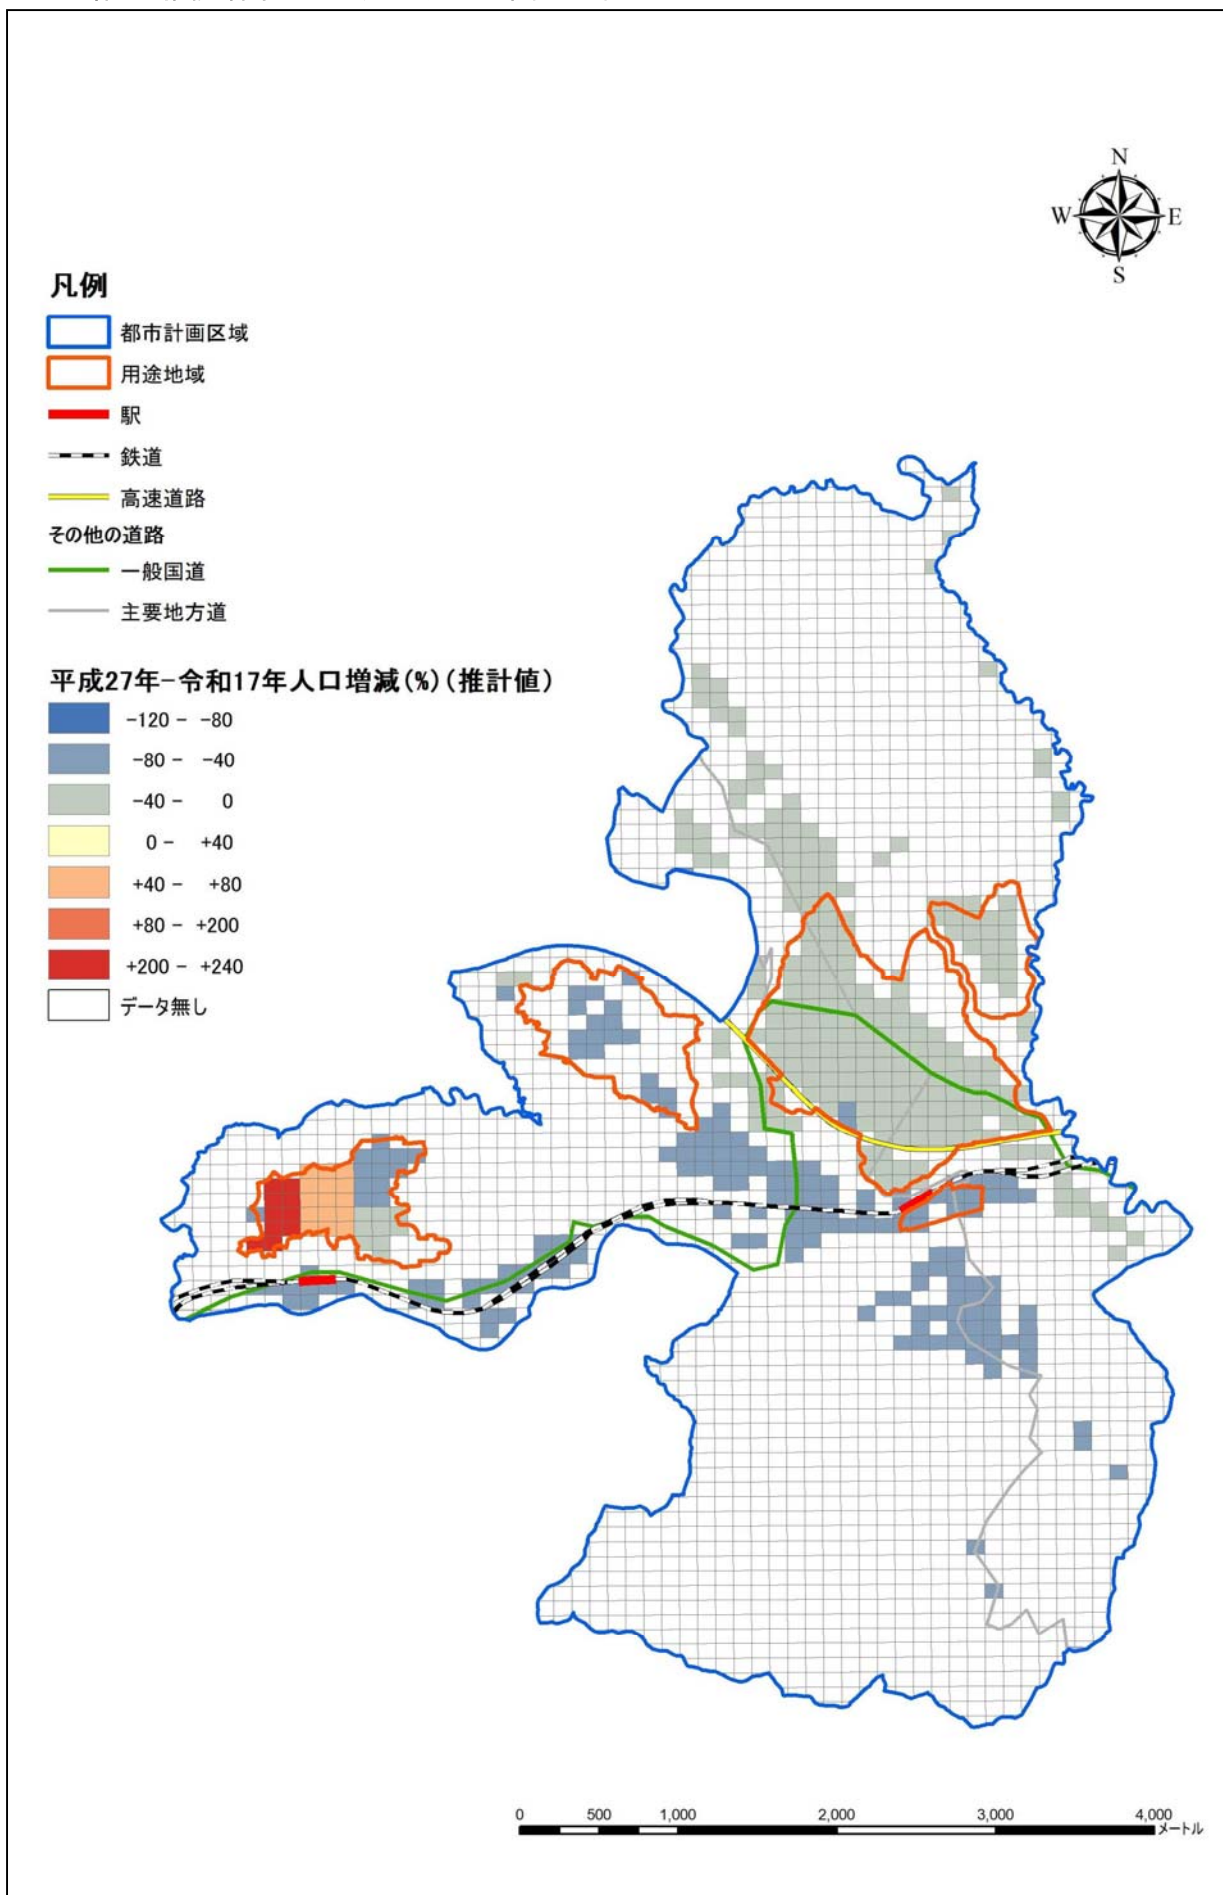 N
W E
S
凡例
都市計画区域
用途地域
駅
鉄道
高速道路
その他の道路
一般国道
主要地方道
平成27年-令和17年人口増減(%)(推計値)
-120 - -80
-80 - -40
-40 - 0
0 - +40
+40 - +80
+80 - +200
+200 - +240
データ無し
0 500 1,000 2,000 3,000 4,000
メートル